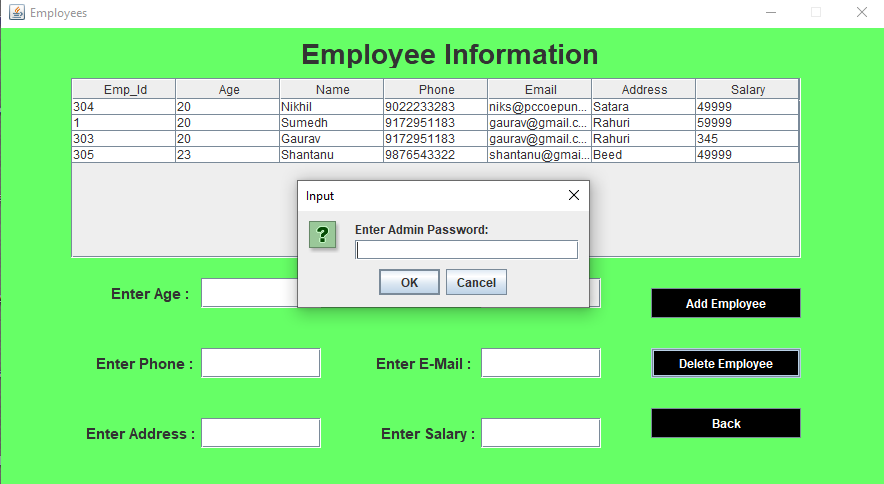 Employees
Employee Information
Emp_Id Age Name Phone Email Address Salary
304 20 Nikhil 9022233283 niks@pccoepun... Satara 49999
1 20 Sumedh 9172951183 gaurav@gmail.c... Rahuri 59999
303 20 Gaurav 9172951183 gaurav@gmail.c... Rahuri 345
305 23 Shantanu 9876543322 shantanu@gmai... Beed 49999
Input
? Enter Admin Password:
OK Cancel
Enter Age :
Add Employee
Enter Phone : Enter E-Mail : Delete Employee
Enter Address : Enter Salary : Back